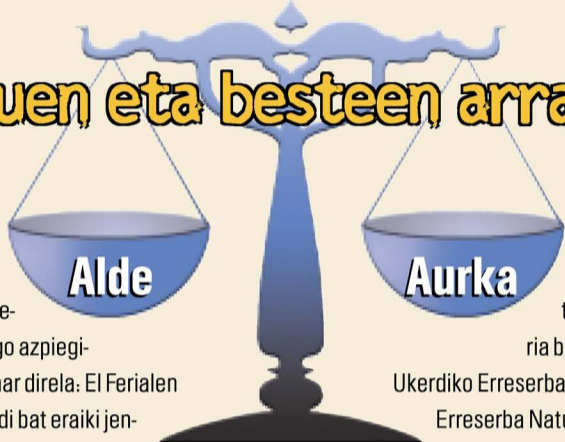 uen eta besteen arra
Alde
Aurka
e-
go azpiegi-
nar direla: El Ferialen
di bat eraiki jen-
t
ria b
Ukerdiko Erreserba
Erreserba Natu